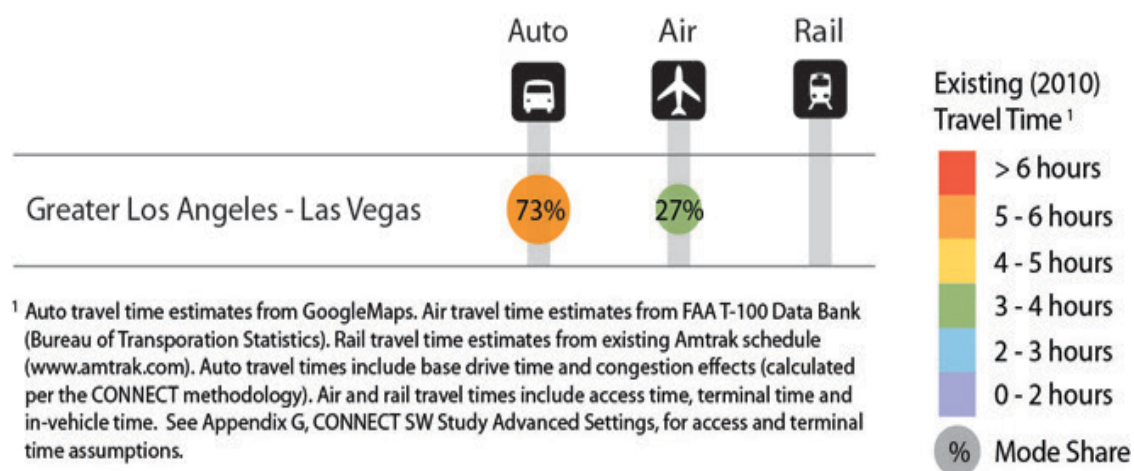 Auto Air Rail
Existing (2010)
Travel Time ¹
> 6 hours
5 - 6 hours
4 - 5 hours
3 - 4 hours
2 - 3 hours
0 - 2 hours
% Mode Share
Greater Los Angeles - Las Vegas 73% 27%
¹ Auto travel time estimates from GoogleMaps. Air travel time estimates from FAA T-100 Data Bank
(Bureau of Transporation Statistics). Rail travel time estimates from existing Amtrak schedule
(www.amtrak.com). Auto travel times include base drive time and congestion effects (calculated
per the CONNECT methodology). Air and rail travel times include access time, terminal time and
in-vehicle time. See Appendix G, CONNECT SW Study Advanced Settings, for access and terminal
time assumptions.